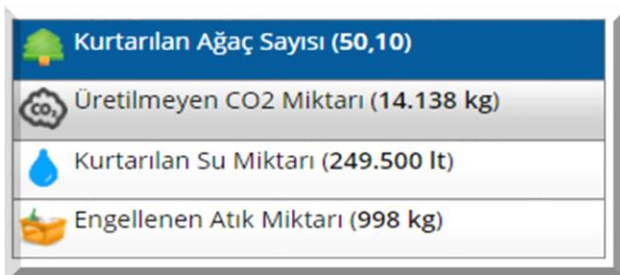 Kurtarılan Ağaç Sayısı (50,10)
CO₂
Üretilmeyen CO2 Miktarı (14.138 kg)
Kurtarılan Su Miktarı (249.500 lt)
Engellenen Atık Miktarı (998 kg)